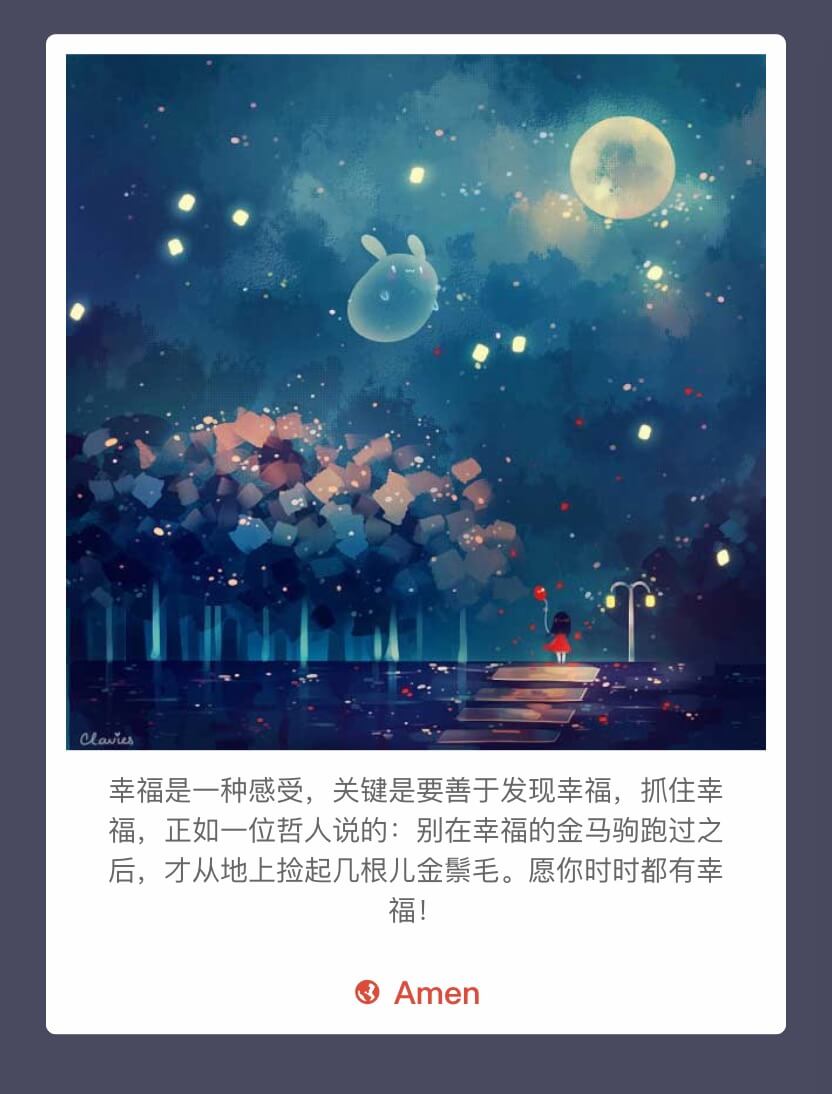 Clavies
幸福是一种感受，关键是要善于发现幸福，抓住幸
福，正如一位哲人说的：别在幸福的金马驹跑过之
后，才从地上捡起几根儿金鬃毛。愿你时时都有幸
福！
Amen